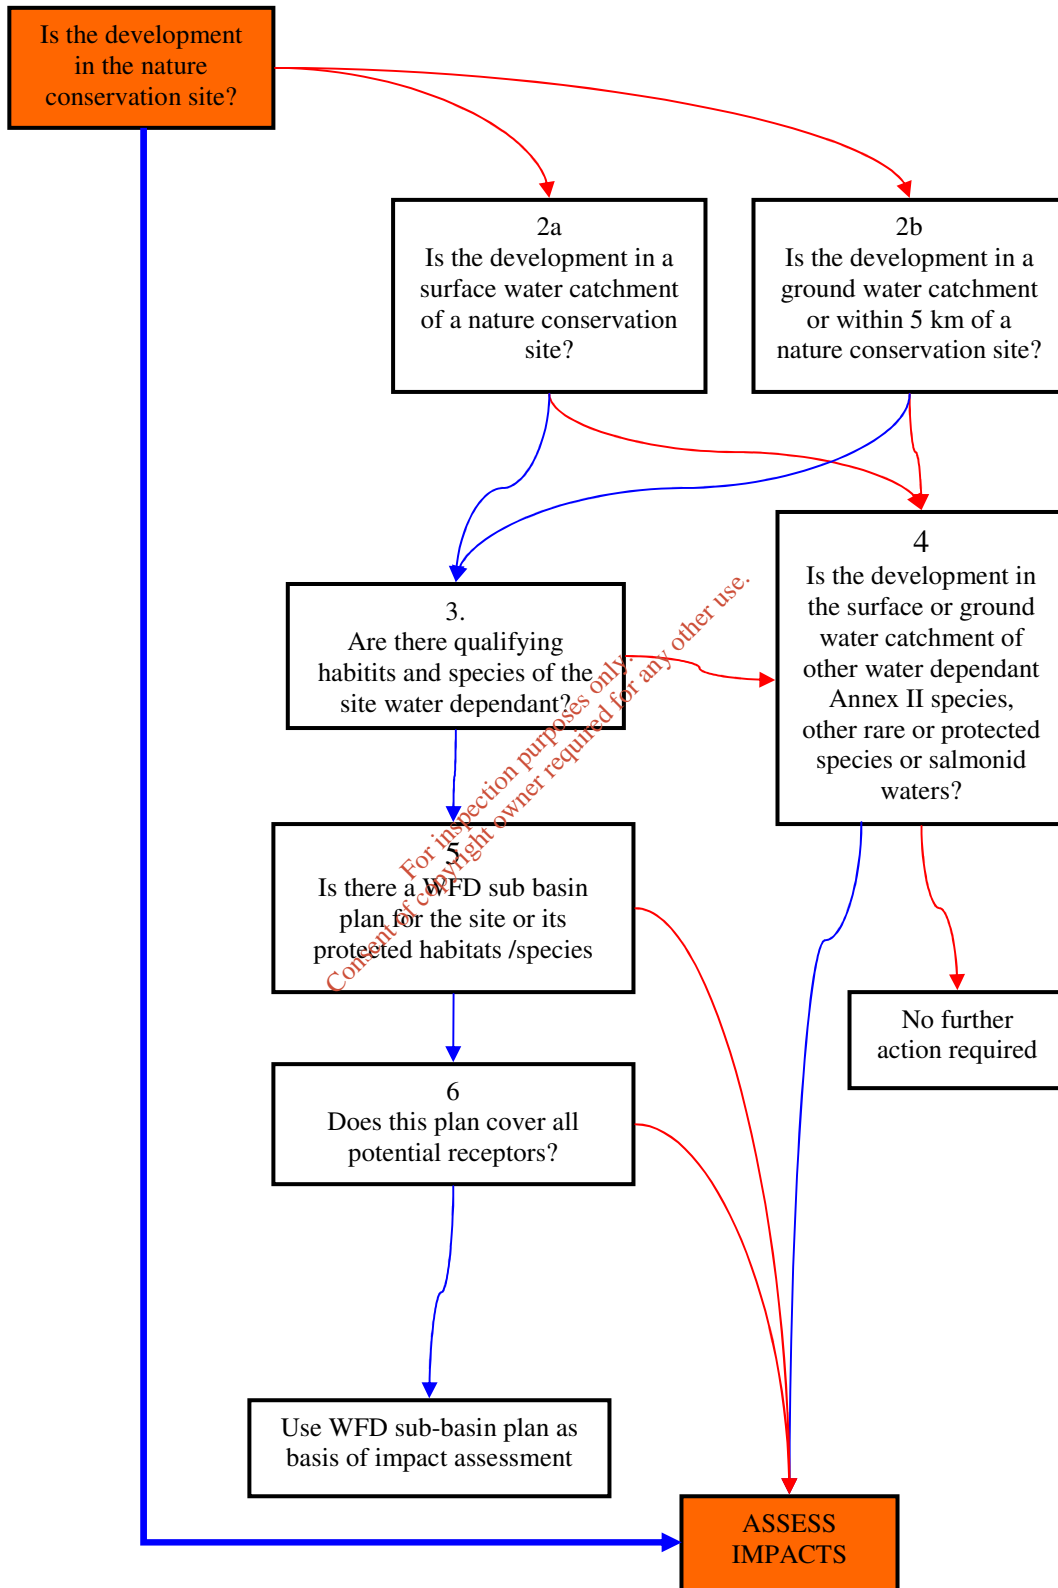 Is the development
in the nature
conservation site?
2a
Is the development in a
surface water catchment
of a nature conservation
site?
2b
Is the development in a
ground water catchment
or within 5 km of a
nature conservation site?
3.
Are there qualifying
habitits and species of the
site water dependant?
4
Is the development in
the surface or ground
water catchment of
other water dependant
Annex II species,
other rare or protected
species or salmonid
waters?
For inspection purposes only.
Consent of copyright owner required for any other use.
5
Is there a WFD sub basin
plan for the site or its
protected habitats /species
No further
action required
6
Does this plan cover all
potential receptors?
Use WFD sub-basin plan as
basis of impact assessment
ASSESS
IMPACTS